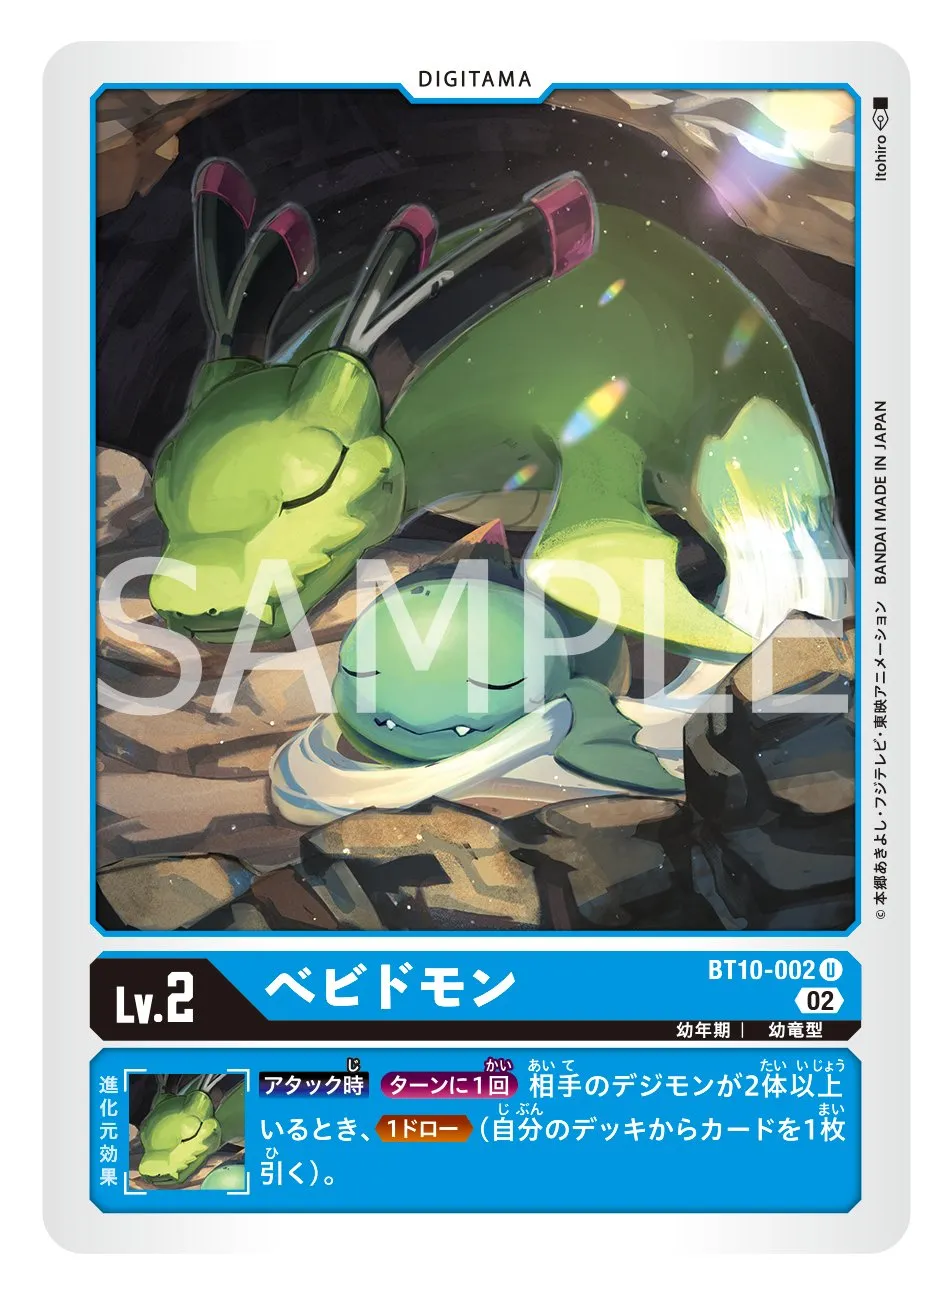 DIGITAMA
Itohiro
BANDAI MADE IN JAPAN
© 本郷あきよし・フジテレビ・東映アニメーション
SAMPLE
Lv.2
ベビドモン
BT10-002 U
02
幼年期 | 幼竜型
進化元効果
アタック時 ターンに1回 相手のデジモンが2体以上
いるとき、1ドロー(自分のデッキからカードを1枚
引く)。